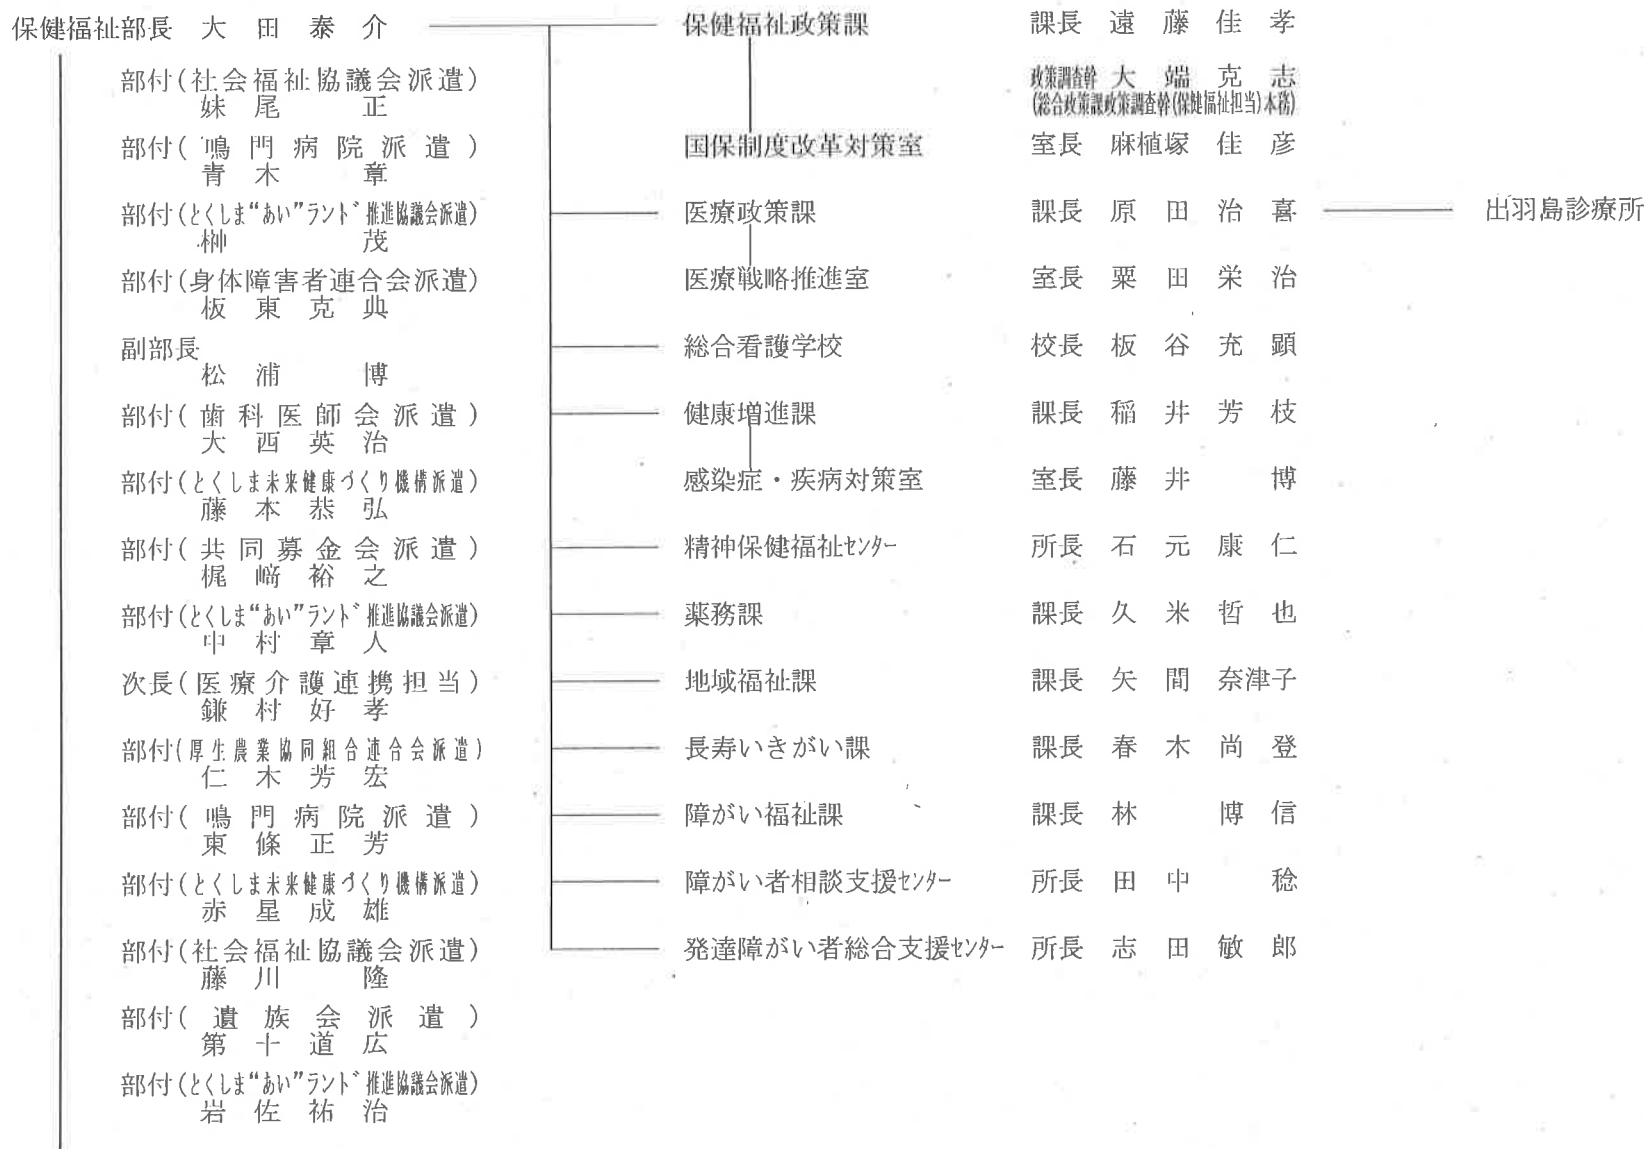 保健福祉部長 大田泰介
部付(社会福祉協議会派遣)
妹尾 正
部付(鳴門病院派遣)
青木 章
部付(とくしま“あい”ランド推進協議会派遣)
榊 茂
部付(身体障害者連合会派遣)
板東克典
副部長
松浦 博
部付(歯科医師会派遣)
大西英治
部付(とくしま未来健康づくり機構派遣)
藤本恭弘
部付(共同募金会派遣)
梶﨑裕之
部付(とくしま“あい”ランド推進協議会派遣)
中村章人
次長(医療介護連携担当)
鎌村好孝
部付(厚生農業協同組合連合会派遣)
仁木芳宏
部付(鳴門病院派遣)
東條正芳
部付(とくしま未来健康づくり機構派遣)
赤星成雄
部付(社会福祉協議会派遣)
藤川 隆
部付(遺族会派遣)
第十道広
部付(とくしま“あい”ランド推進協議会派遣)
岩佐祐治
保健福祉政策課 課長 遠藤佳孝
政策調査幹 大端克志
(総合政策課政策調査幹(保健福祉担当)本務)
国保制度改革対策室 室長 麻植塚佳彦
医療政策課 課長 原田治喜 出羽島診療所
医療戦略推進室 室長 粟田栄治
総合看護学校 校長 板谷充顕
健康増進課 課長 稲井芳枝
感染症・疾病対策室 室長 藤井 博
精神保健福祉センター 所長 石元康仁
薬務課 課長 久米哲也
地域福祉課 課長 矢間奈津子
長寿いきがい課 課長 春木尚登
障がい福祉課 課長 林 博信
障がい者相談支援センター 所長 田中 稔
発達障がい者総合支援センター 所長 志田敏郎